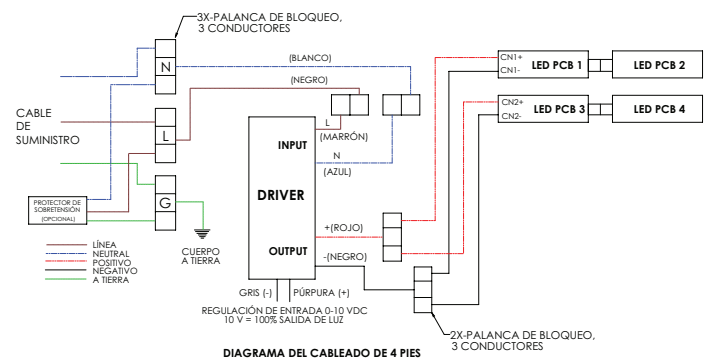 3X-PALANCA DE BLOQUEO,
3 CONDUCTORES
N
(BLANCO)
(NEGRO)
CABLE
DE
SUMINISTRO
L
G
PROTECTOR DE
SOBRETENSIÓN
(OPCIONAL)
CUERPO
A TIERRA
LÍNEA
NEUTRAL
POSITIVO
NEGATIVO
A TIERRA
INPUT
DRIVER
OUTPUT
L
(MARRÓN)
N
(AZUL)
+(ROJO)
-(NEGRO)
GRIS (-)
PÚRPURA (+)
REGULACIÓN DE ENTRADA 0-10 VDC
10 V = 100% SALIDA DE LUZ
CN1+
CN1-
LED PCB 1
LED PCB 2
CN2+
CN2-
LED PCB 3
LED PCB 4
2X-PALANCA DE BLOQUEO,
3 CONDUCTORES
DIAGRAMA DEL CABLEADO DE 4 PIES